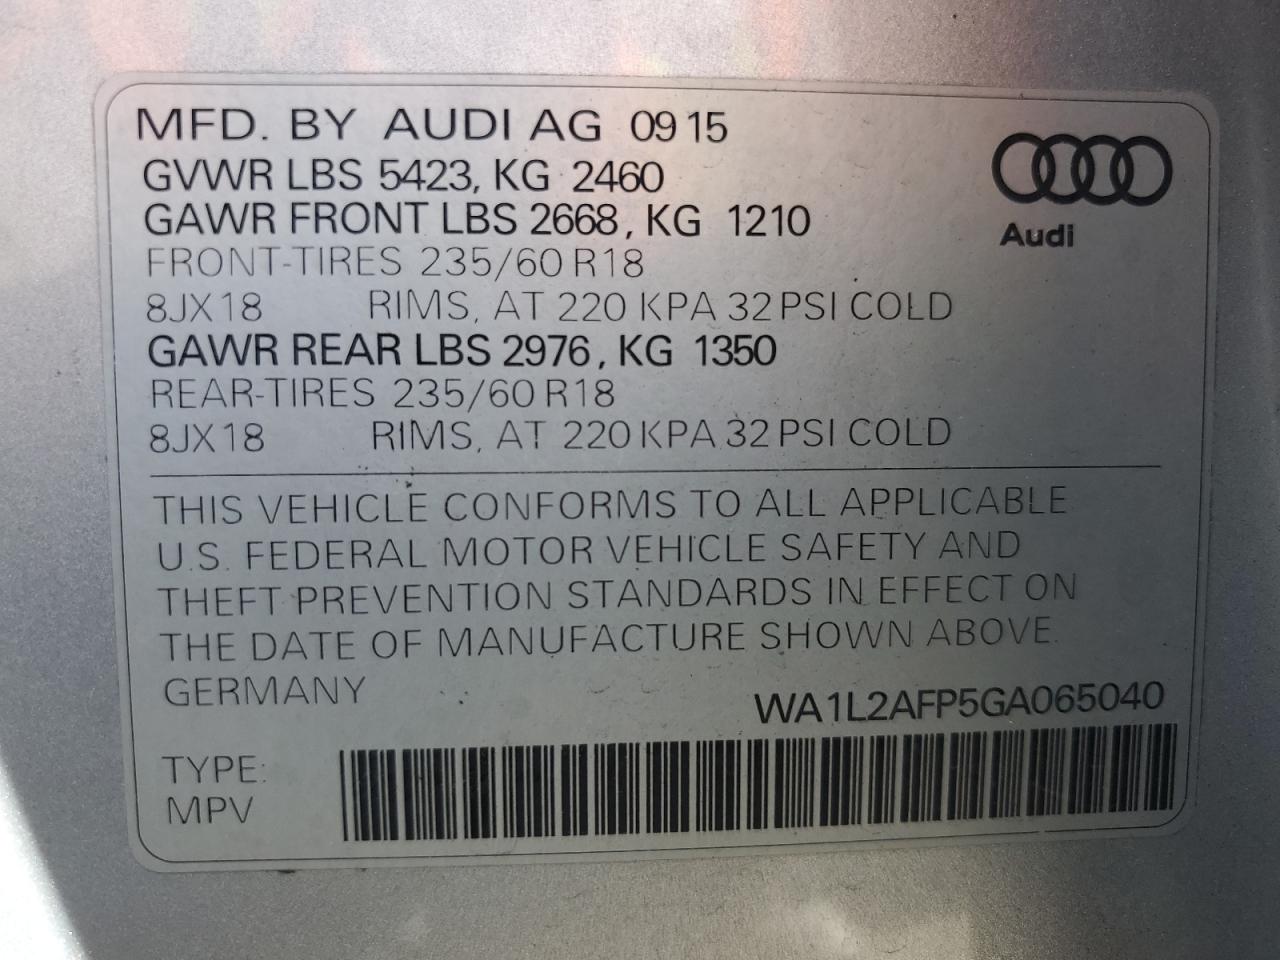 MFD. BY AUDI AG 09 15
GVWR LBS 5423, KG 2460
GAWR FRONT LBS 2668, KG 1210
FRONT-TIRES 235/60 R18
8JX18 RIMS, AT 220 KPA 32 PSI COLD
GAWR REAR LBS 2976, KG 1350
REAR-TIRES 235/60 R18
8JX18 RIMS, AT 220 KPA 32 PSI COLD
Audi
THIS VEHICLE CONFORMS TO ALL APPLICABLE
U.S. FEDERAL MOTOR VEHICLE SAFETY AND
THEFT PREVENTION STANDARDS IN EFFECT ON
THE DATE OF MANUFACTURE SHOWN ABOVE.
GERMANY
WA1L2AFP5GA065040
TYPE:
MPV